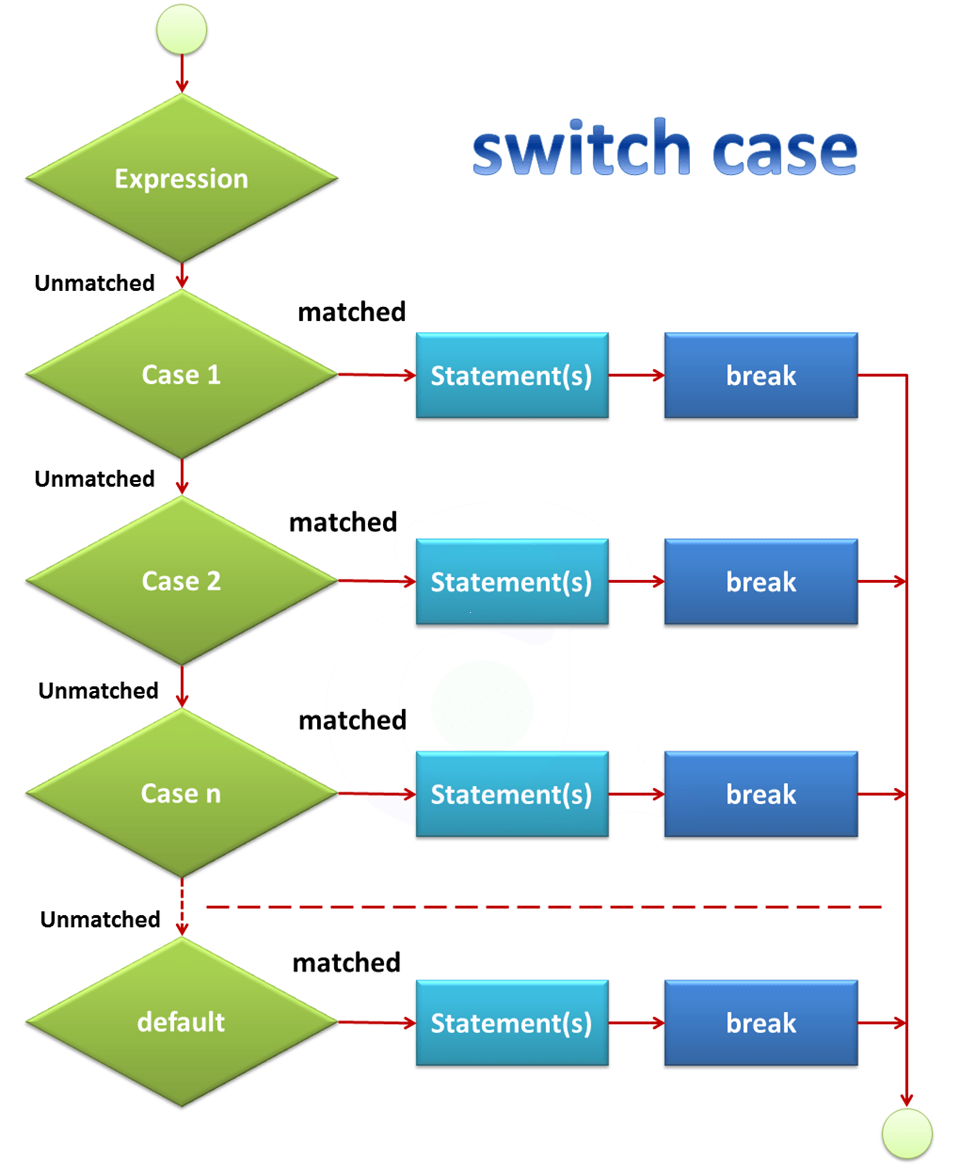 switch case
Expression
Unmatched
matched
Case 1
Statement(s)
break
Unmatched
matched
Case 2
Statement(s)
break
Unmatched
matched
Case n
Statement(s)
break
Unmatched
matched
default
Statement(s)
break